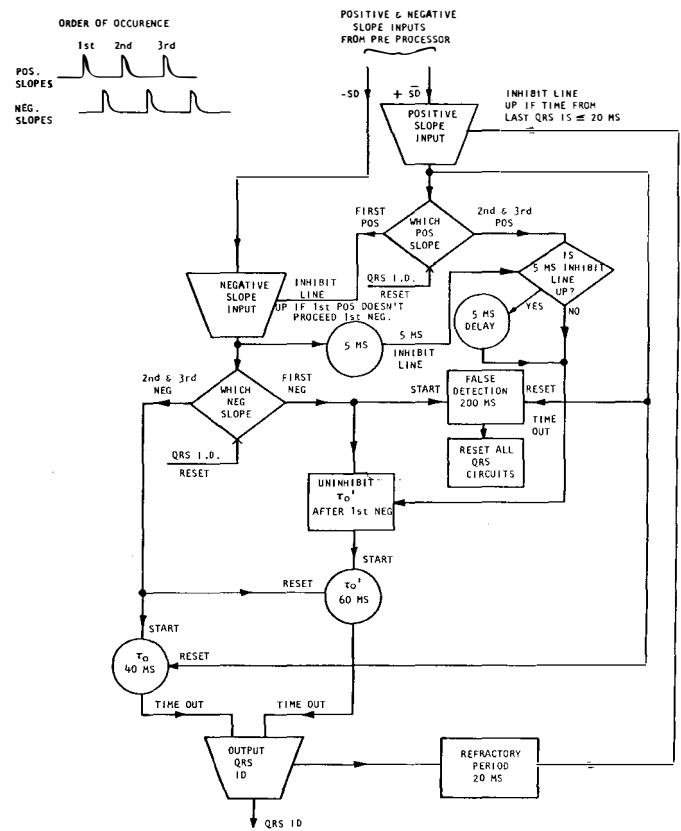 ORDER OF OCCURENCE
1st 2nd 3rd
POS.
SLOPES
NEG.
SLOPES
POSITIVE & NEGATIVE
SLOPE INPUTS
FROM PRE PROCESSOR
-SD
+ SD
POSITIVE
SLOPE
INPUT
INHIBIT LINE
UP IF TIME FROM
LAST QRS IS ≤ 20 MS
FIRST
POS
WHICH
POS
SLOPE
2nd & 3rd
POS
QRS I.D.
RESET
IS
5 MS INHIBIT
LINE
UP?
YES
NO
5 MS
DELAY
NEGATIVE
SLOPE
INPUT
INHIBIT
LINE
UP IF 1st POS DOESN'T
PROCEED 1st NEG.
5 MS
5 MS
INHIBIT
LINE
2nd & 3rd
NEG
WHICH
NEG
SLOPE
FIRST
NEG
QRS I.D.
RESET
START
FALSE
DETECTION
200 MS
RESET
TIME
OUT
RESET ALL
QRS
CIRCUITS
UNINHIBIT
τo'
AFTER 1st NEG
START
RESET
τo'
60 MS
START
τo
40 MS
RESET
TIME OUT
TIME OUT
OUTPUT
QRS
ID
REFRACTORY
PERIOD
20 MS
QRS ID